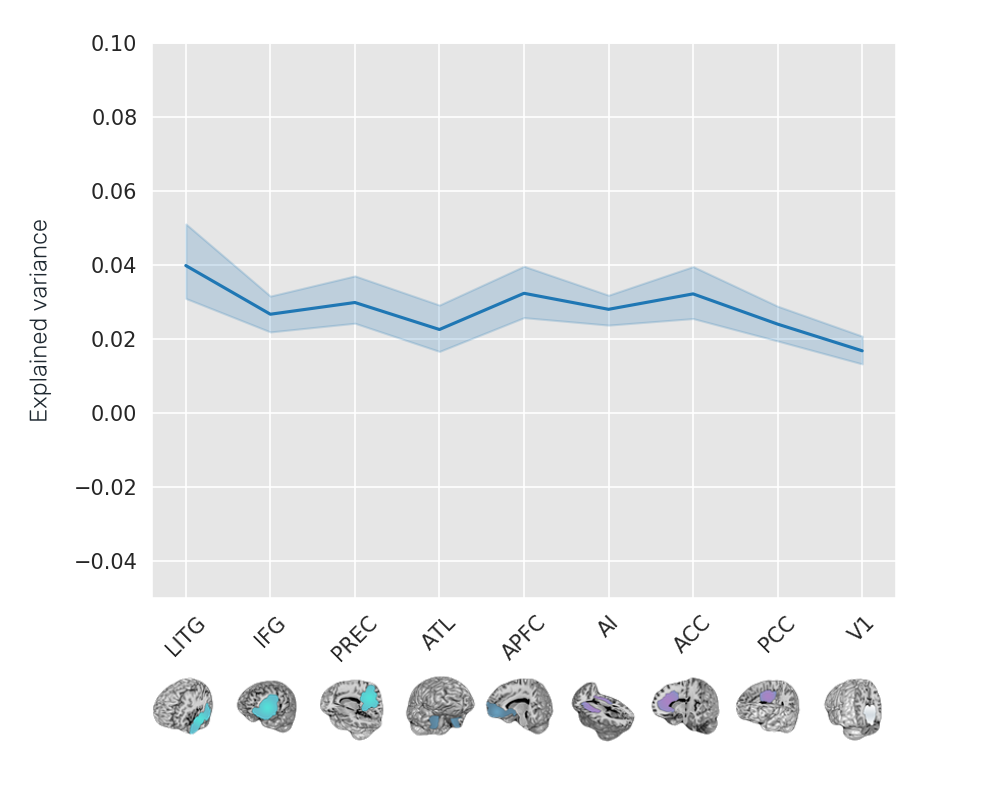 0.10
0.08
0.06
0.04
0.02
0.00
−0.02
−0.04
Explained variance
LITG
IFG
PREC
ATL
APFC
AI
ACC
PCC
V1